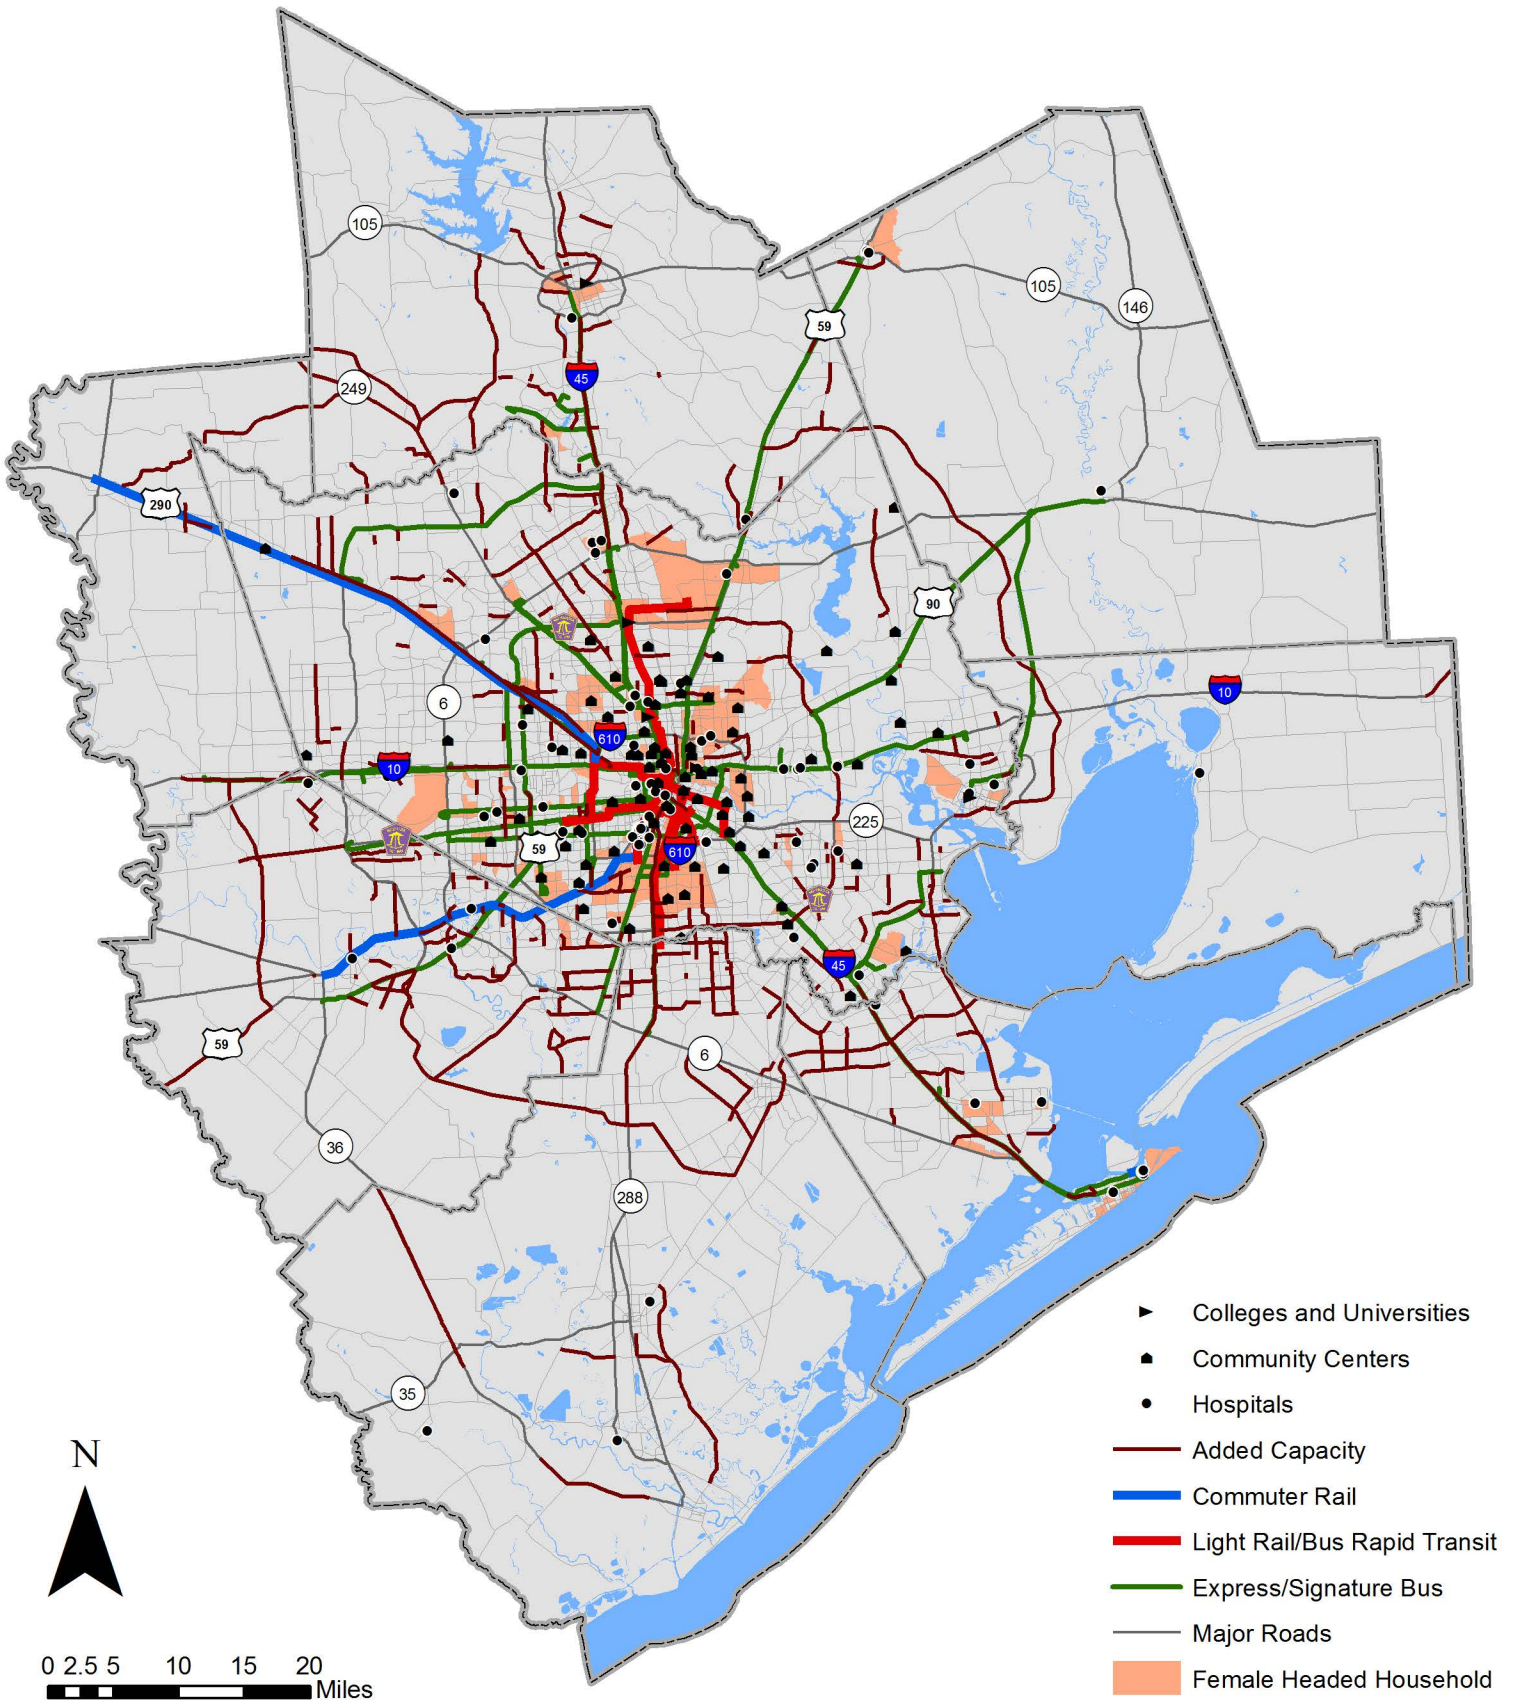 105
105
146
59
45
249
290
90
6
10
610
10
59
225
610
45
59
6
36
288
35
Colleges and Universities
Community Centers
Hospitals
Added Capacity
Commuter Rail
Light Rail/Bus Rapid Transit
Express/Signature Bus
Major Roads
Female Headed Household
N
0 2.5 5 10 15 20
Miles